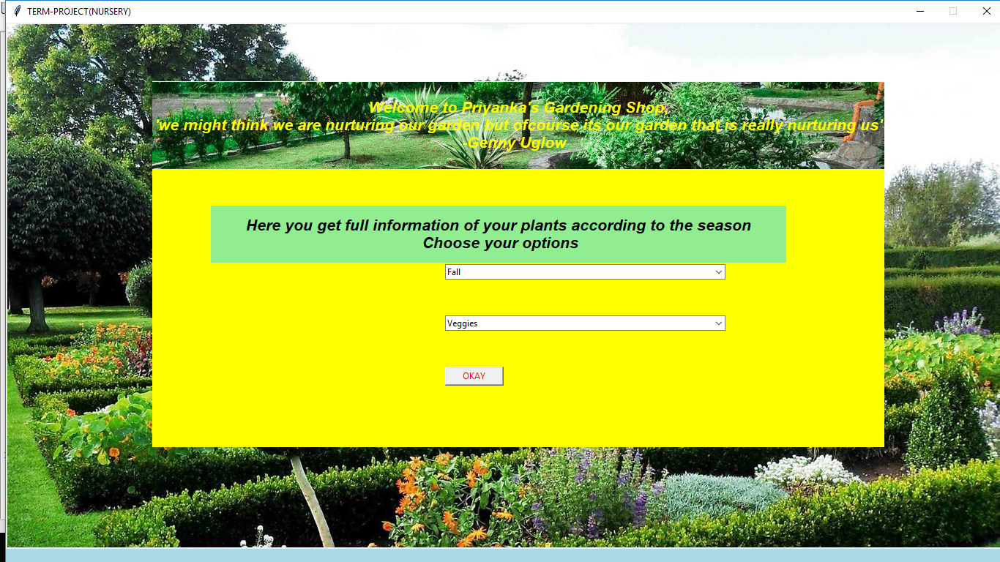 TERM-PROJECT(NURSERY)
Welcome to Priyanka's Gardening Shop,
'we might think we are nurturing our garden but ofcourse its our garden that is really nurturing us'
-Genny Uglow
Here you get full information of your plants according to the season
Choose your options
Fall
Veggies
OKAY